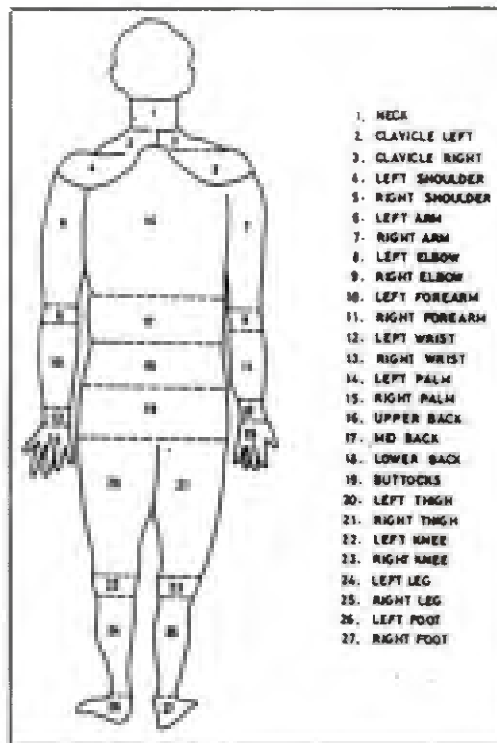 1. NECK
2. CLAVICLE LEFT
3. CLAVICLE RIGHT
4. LEFT SHOULDER
5. RIGHT SHOULDER
6. LEFT ARM
7. RIGHT ARM
8. LEFT ELBOW
9. RIGHT ELBOW
10. LEFT FOREARM
11. RIGHT FOREARM
12. LEFT WRIST
13. RIGHT WRIST
14. LEFT PALM
15. RIGHT PALM
16. UPPER BACK
17. MID BACK
18. LOWER BACK
19. BUTTOCKS
20. LEFT THIGH
21. RIGHT THIGH
22. LEFT KNEE
23. RIGHT KNEE
24. LEFT LEG
25. RIGHT LEG
26. LEFT FOOT
27. RIGHT FOOT